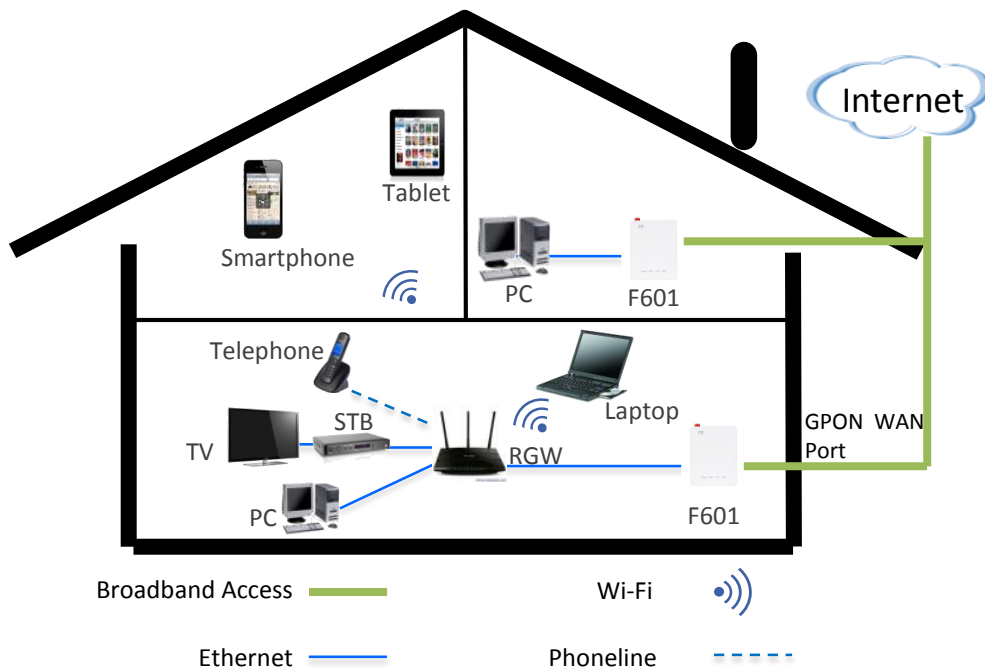 Internet
Tablet
Smartphone
PC
F601
Telephone
STB
TV
RGW
Laptop
GPON WAN
Port
PC
F601
Broadband Access
Wi-Fi
Ethernet
Phoneline